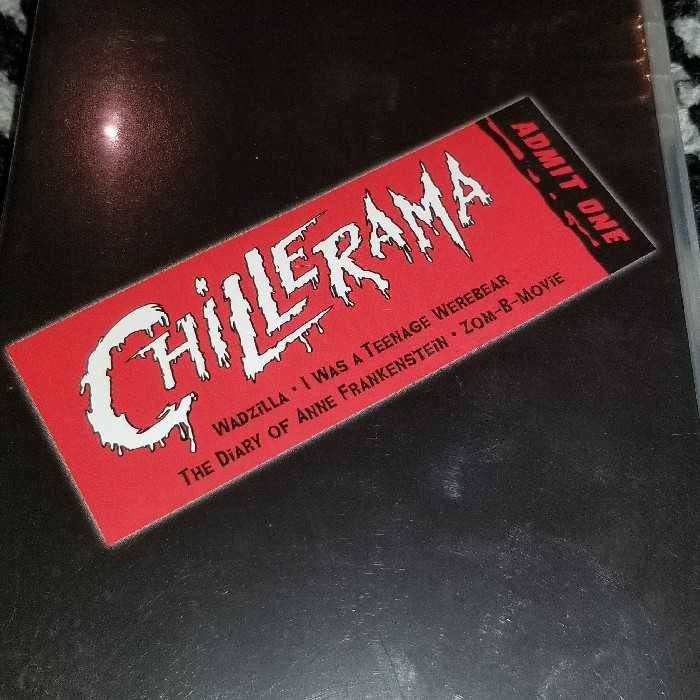 CHiLLERAMA
WADZiLLA • I WAS A TEENAGE WEREBEAR
THE DiARY OF ANNE FRANKENSTEiN • ZOM-B-MOViE
ADMIT ONE